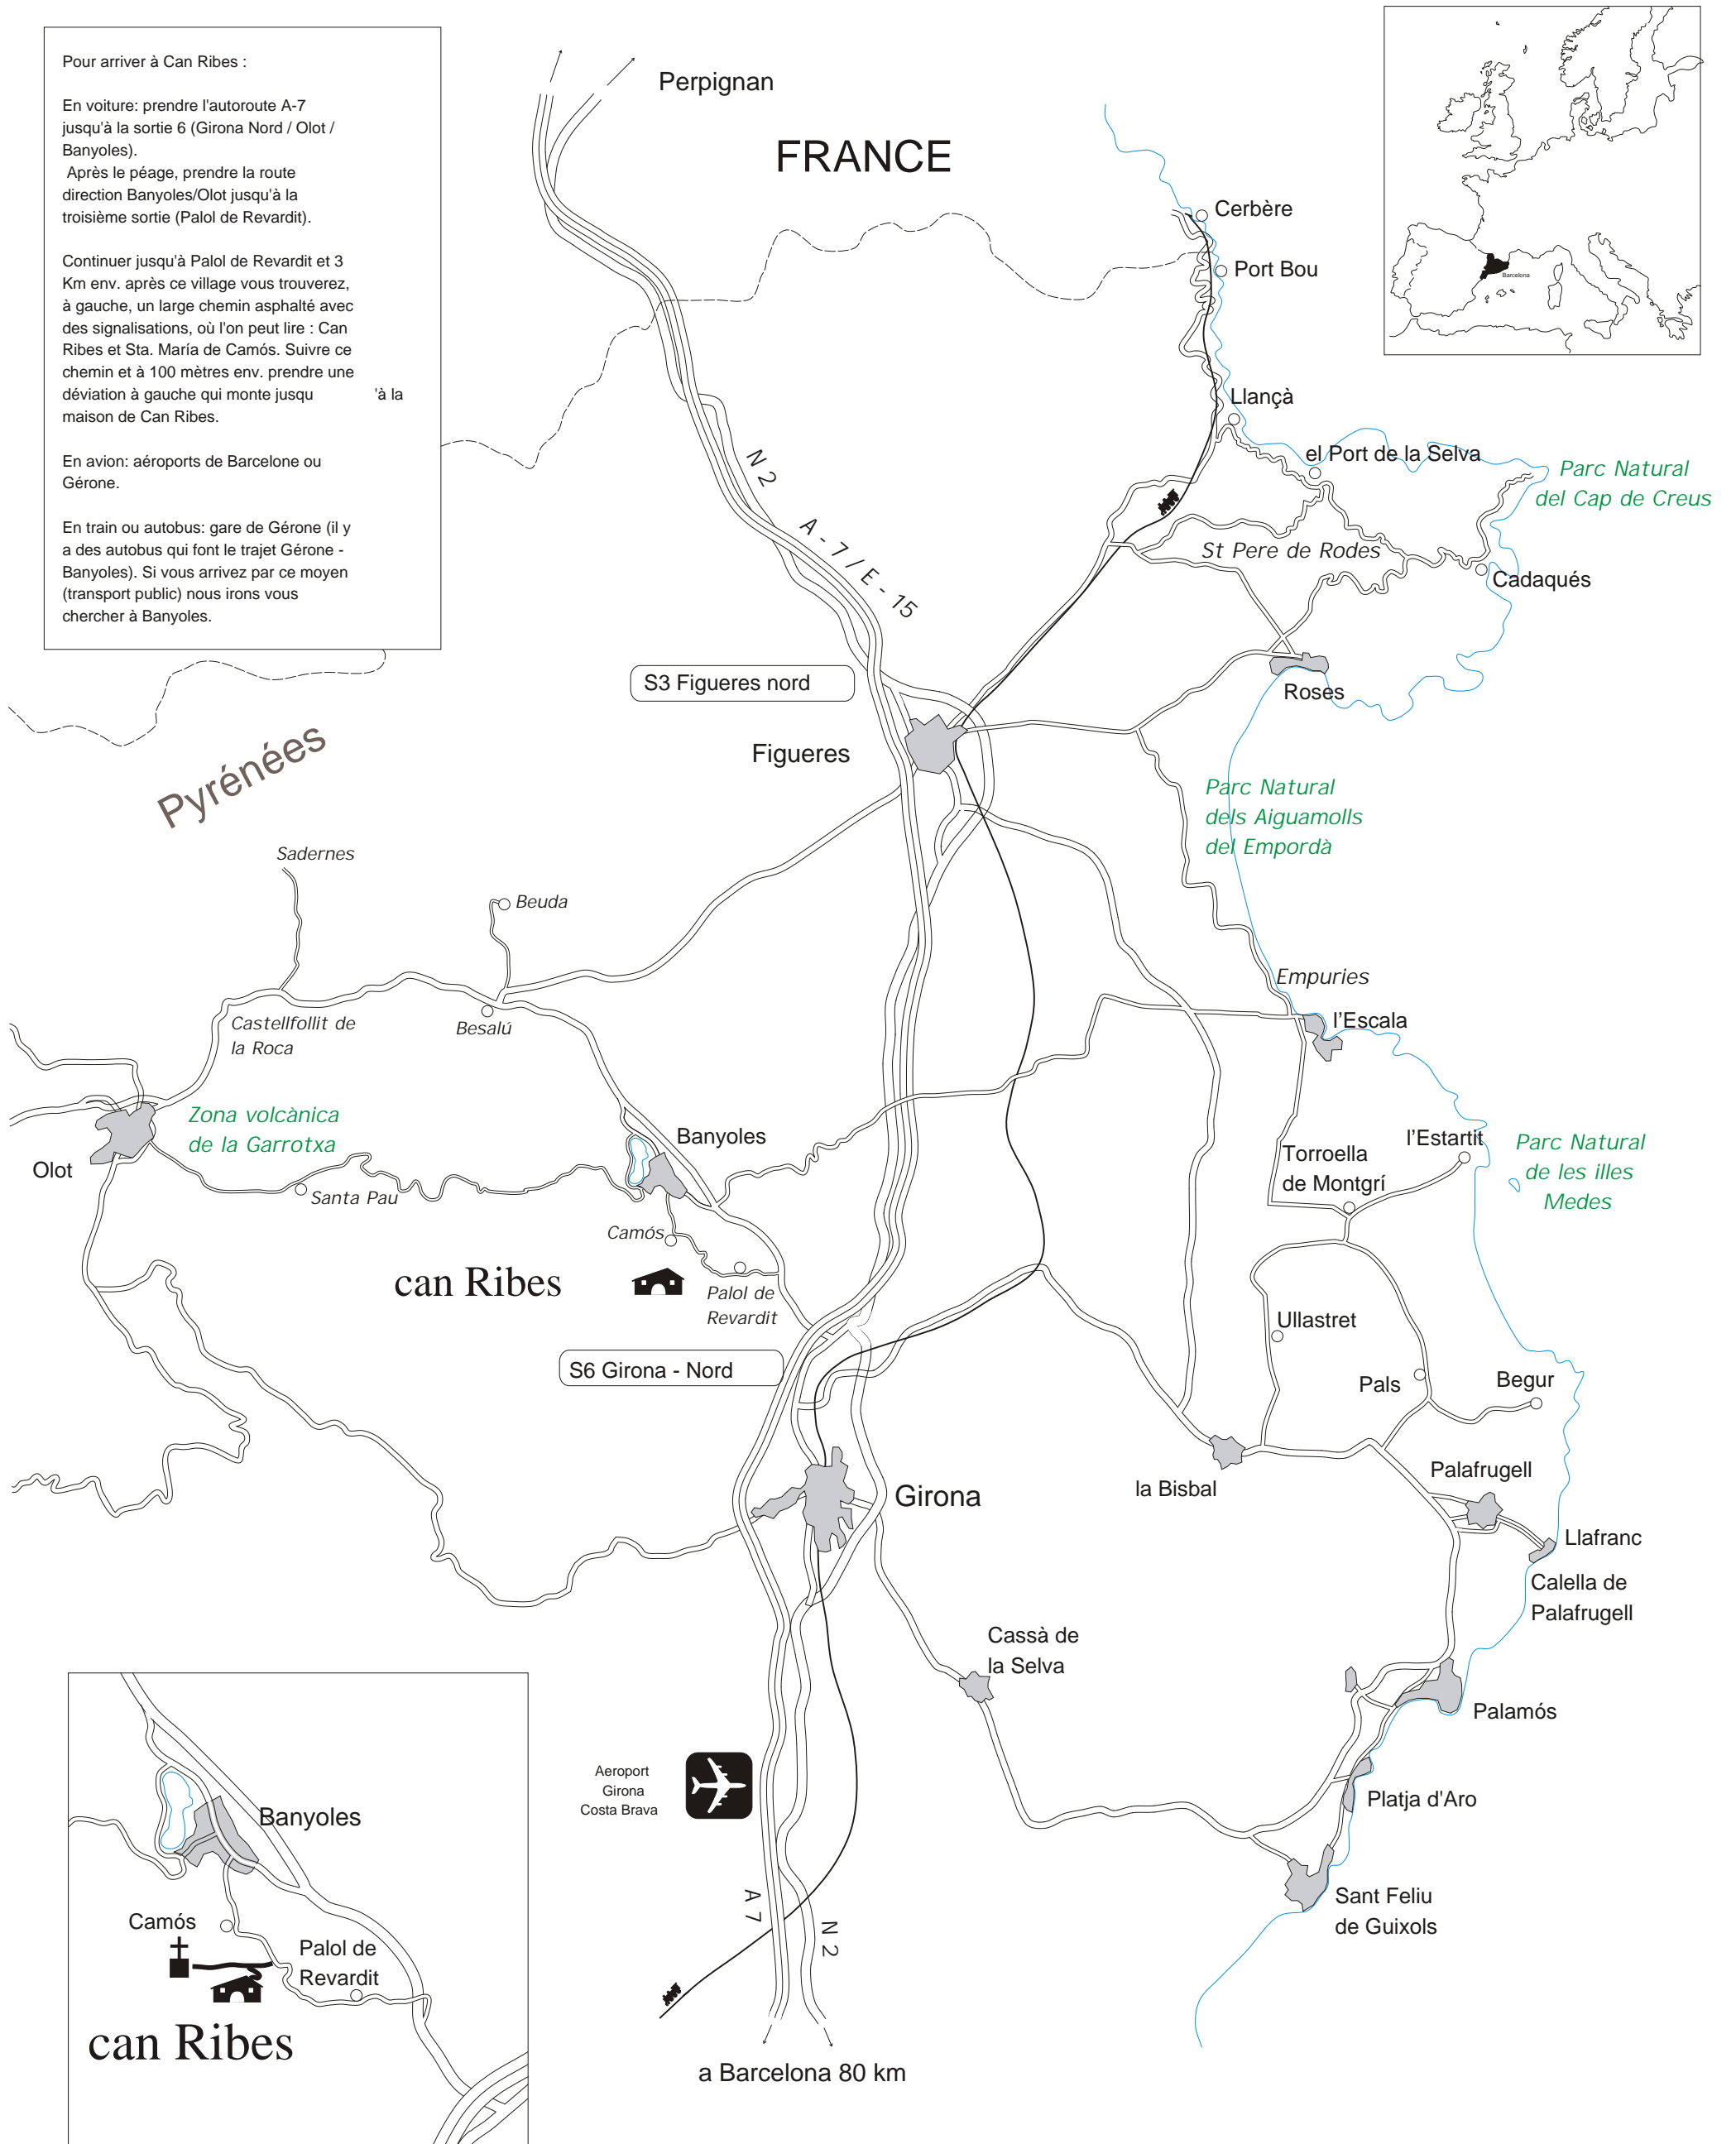 Pour arriver à Can Ribes :
En voiture: prendre l'autoroute A-7
jusqu'à la sortie 6 (Girona Nord / Olot /
Banyoles).
Après le péage, prendre la route
direction Banyoles/Olot jusqu'à la
troisième sortie (Palol de Revardit).
Continuer jusqu'à Palol de Revardit et 3
Km env. après ce village vous trouverez,
à gauche, un large chemin asphalté avec
des signalisations, où l'on peut lire : Can
Ribes et Sta. María de Camós. Suivre ce
chemin et à 100 mètres env. prendre une
déviation à gauche qui monte jusqu 'à la
maison de Can Ribes.
En avion: aéroports de Barcelone ou
Gérone.
En train ou autobus: gare de Gérone (il y
a des autobus qui font le trajet Gérone -
Banyoles). Si vous arrivez par ce moyen
(transport public) nous irons vous
chercher à Banyoles.
Perpignan
FRANCE
Barcelona
Cerbère
Port Bou
Llançà
el Port de la Selva
Parc Natural
del Cap de Creus
N 2
A - 7 / E - 15
St Pere de Rodes
Cadaqués
S3 Figueres nord
Roses
Figueres
Pyrénées
Parc Natural
dels Aiguamolls
del Empordà
Sadernes
Beuda
Empuries
Castellfollit de
la Roca
Besalú
l'Escala
Zona volcànica
de la Garrotxa
Banyoles
Olot
Santa Pau
Torroella
de Montgrí
l'Estartit
Parc Natural
de les illes
Medes
Camós
can Ribes
Palol de
Revardit
Ullastret
S6 Girona - Nord
Pals
Begur
Girona
la Bisbal
Palafrugell
Llafranc
Calella de
Palafrugell
Cassà de
la Selva
Palamós
Aeroport
Girona
Costa Brava
Platja d'Aro
A 7
N 2
Sant Feliu
de Guixols
a Barcelona 80 km
Banyoles
Camós
Palol de
Revardit
can Ribes